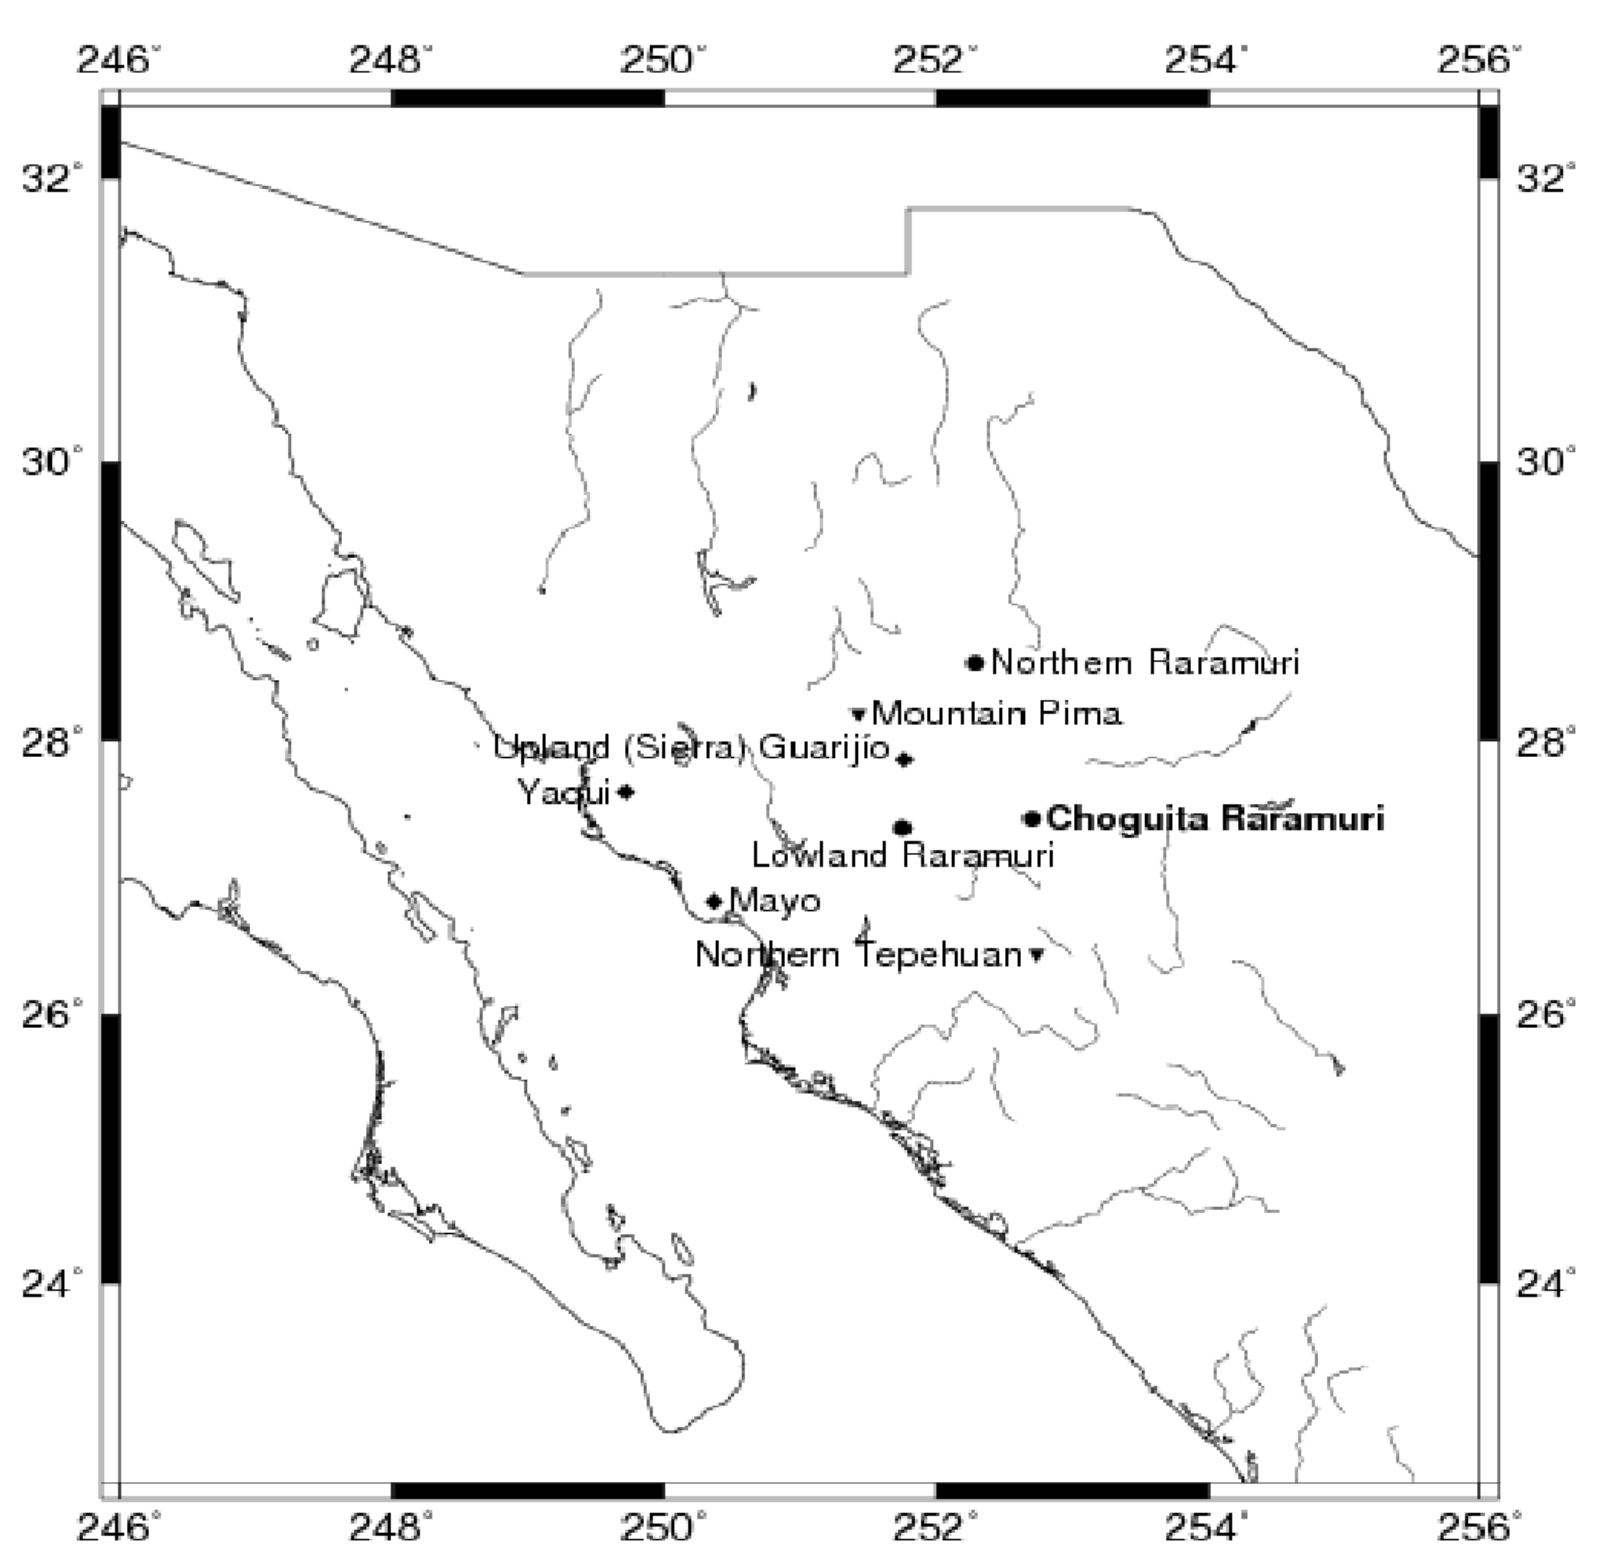 246° 248° 250° 252° 254° 256°
32° 32°
30° 30°
Northern Raramuri
Mountain Pima
28° 28°
Upland (Sierra) Guarijío
Yaqui
Choguita Raramuri
Lowland Raramuri
Mayo
Northern Tepehuan
26° 26°
24° 24°
246° 248° 250° 252° 254° 256°